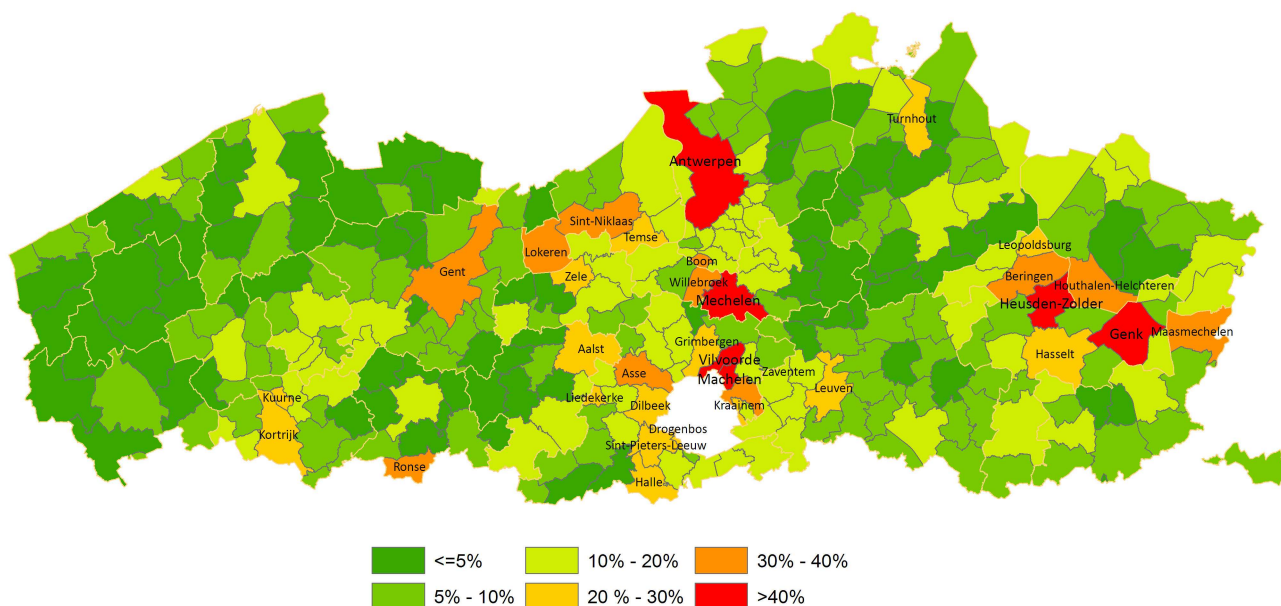 Turnhout
Antwerpen
Sint-Niklaas
Temse
Lokeren
Gent
Zele
Boom
Willebroek
Mechelen
Leopoldsburg
Beringen
Houthalen-Helchteren
Heusden-Zolder
Genk
Maasmechelen
Hasselt
Grimbergen
Aalst
Vilvoorde
Asse
Machelen
Zaventem
Leuven
Liedekerke
Dilbeek
Kraainem
Kuurne
Kortrijk
Drogenbos
Sint-Pieters-Leeuw
Ronse
Halle
<=5% 10% - 20% 30% - 40%
5% - 10% 20 % - 30% >40%